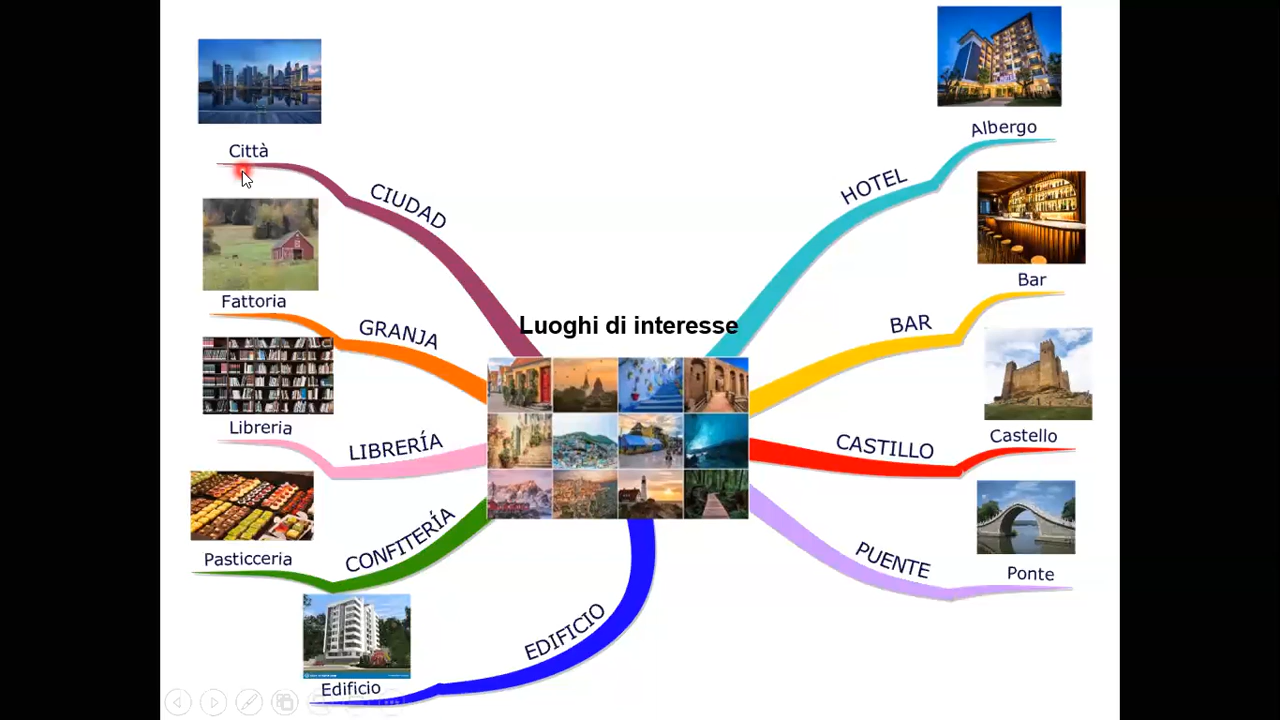 Luoghi di interesse
HOTEL
Albergo
BAR
Bar
CASTILLO
Castello
PUENTE
Ponte
EDIFICIO
Edificio
CONFITERÍA
Pasticceria
LIBRERÍA
Libreria
GRANJA
Fattoria
CIUDAD
Città